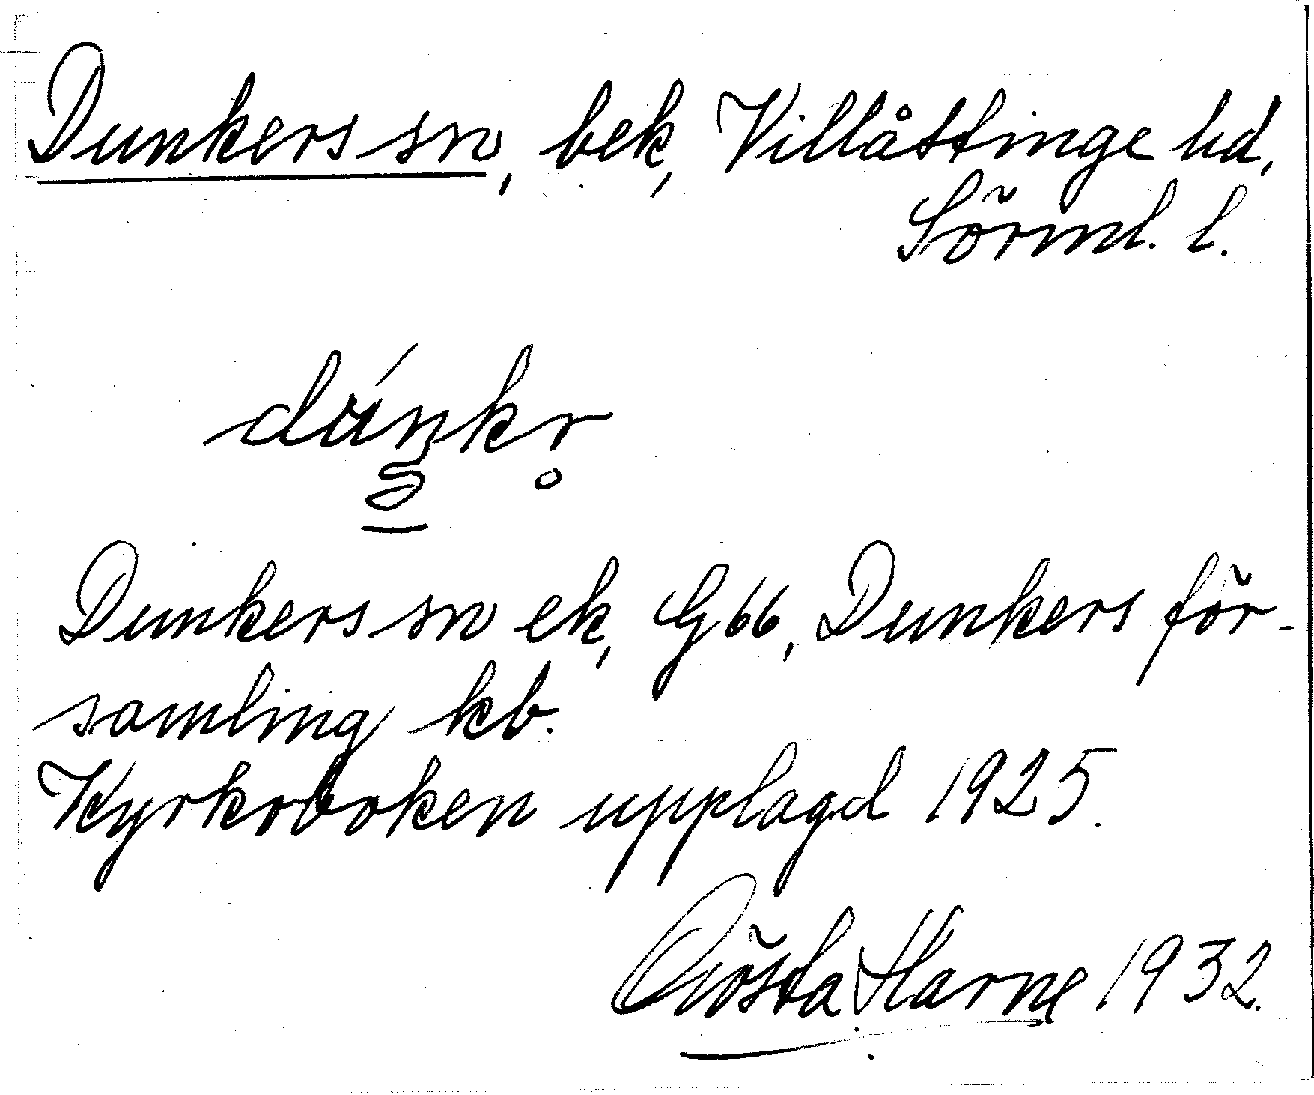 Dunkers sn, bek, Villåttinge hd,
Sörml. l.
dúŋkr̥
Dunkers sn ek, G66, Dunkers för-
samling kb.
Kyrkoboken upplagd 1925.
Gösta Harne 1932.